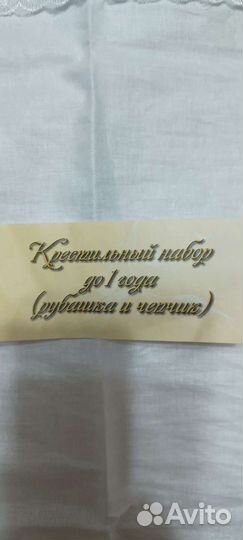 Крестильный набор
до 1 года
(рубашка и чепчик)
Avito